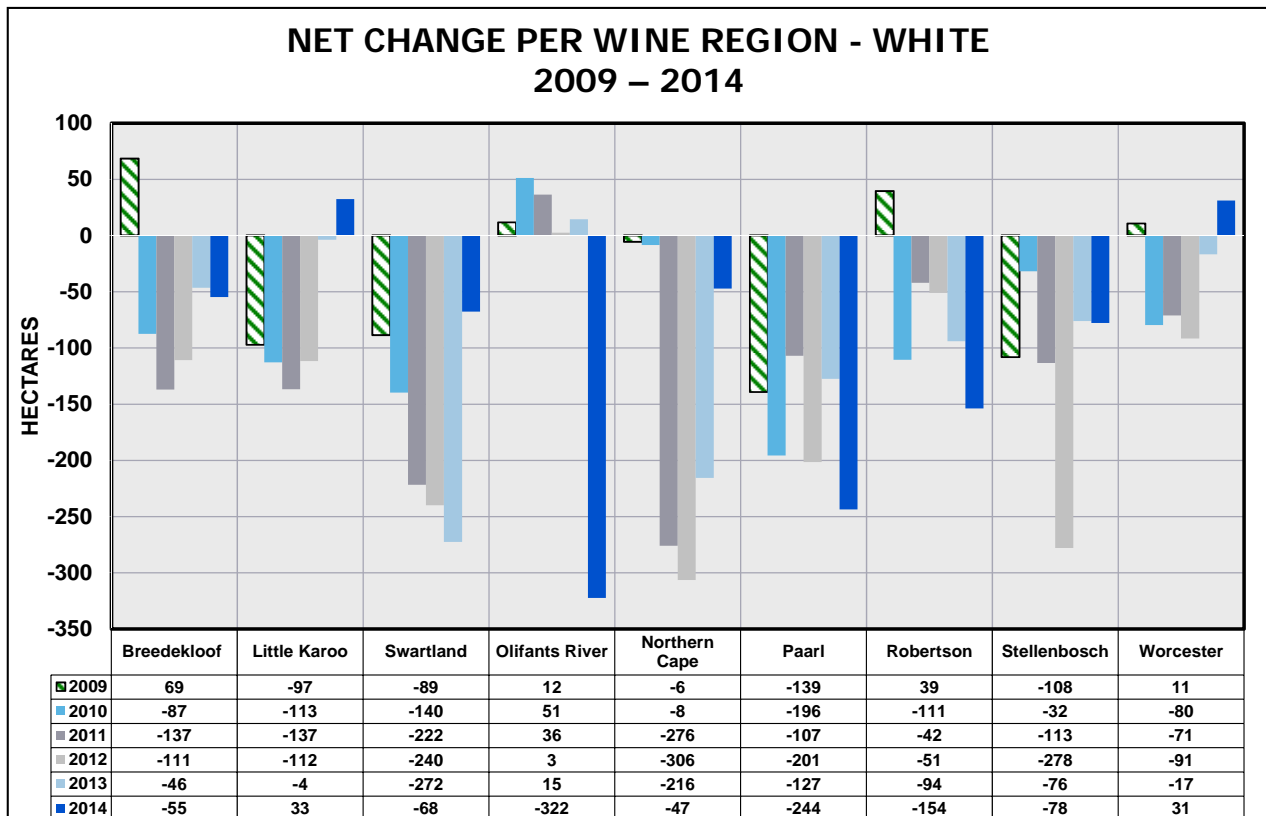 NET CHANGE PER WINE REGION - WHITE
2009 – 2014
HECTARES
100
50
0
-50
-100
-150
-200
-250
-300
-350
Breedekloof Little Karoo Swartland Olifants River Northern Cape Paarl Robertson Stellenbosch Worcester
2009 69 -97 -89 12 -6 -139 39 -108 11
2010 -87 -113 -140 51 -8 -196 -111 -32 -80
2011 -137 -137 -222 36 -276 -107 -42 -113 -71
2012 -111 -112 -240 3 -306 -201 -51 -278 -91
2013 -46 -4 -272 15 -216 -127 -94 -76 -17
2014 -55 33 -68 -322 -47 -244 -154 -78 31